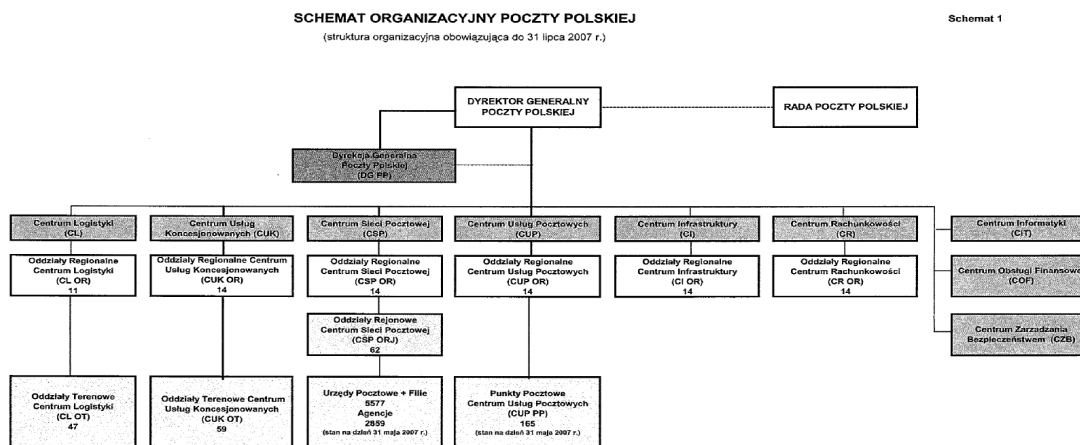 SCHEMAT ORGANIZACYJNY POCZTY POLSKIEJ
Schemat 1
(struktura organizacyjna obowiązująca do 31 lipca 2007 r.)
DYREKTOR GENERALNY
POCZTY POLSKIEJ
RADA POCZTY POLSKIEJ
Dyrekcja Generalna
Poczty Polskiej
(DG PP)
Centrum Logistyki
(CL)
Centrum Usług
Koncesjonowanych (CUK)
Centrum Sieci Pocztowej
(CSP)
Centrum Usług Pocztowych
(CUP)
Centrum Infrastruktury
(CI)
Centrum Rachunkowości
(CR)
Centrum Informatyki
(CIT)
Oddziały Regionalne
Centrum Logistyki
(CL OR)
11
Oddziały Regionalne Centrum
Usług Koncesjonowanych
(CUK OR)
14
Oddziały Regionalne
Centrum Sieci Pocztowej
(CSP OR)
14
Oddziały Regionalne
Centrum Usług Pocztowych
(CUP OR)
14
Oddziały Regionalne
Centrum Infrastruktury
(CI OR)
14
Oddziały Regionalne
Centrum Rachunkowości
(CR OR)
14
Centrum Obsługi Finansowe
(COF)
Oddziały Rejonowe
Centrum Sieci Pocztowej
(CSP ORJ)
62
Centrum Zarzadzania
Bezpieczeństwem (CZB)
Oddziały Terenowe
Centrum Logistyki
(CL OT)
47
Oddziały Terenowe Centrum
Usług Koncesjonowanych
(CUK OT)
59
Urzędy Pocztowe + Filie
5577
Agencje
2859
(stan na dzień 31 maja 2007 r.)
Punkty Pocztowe
Centrum Usług Pocztowych
(CUP PP)
165
(stan na dzień 31 maja 2007 r.)